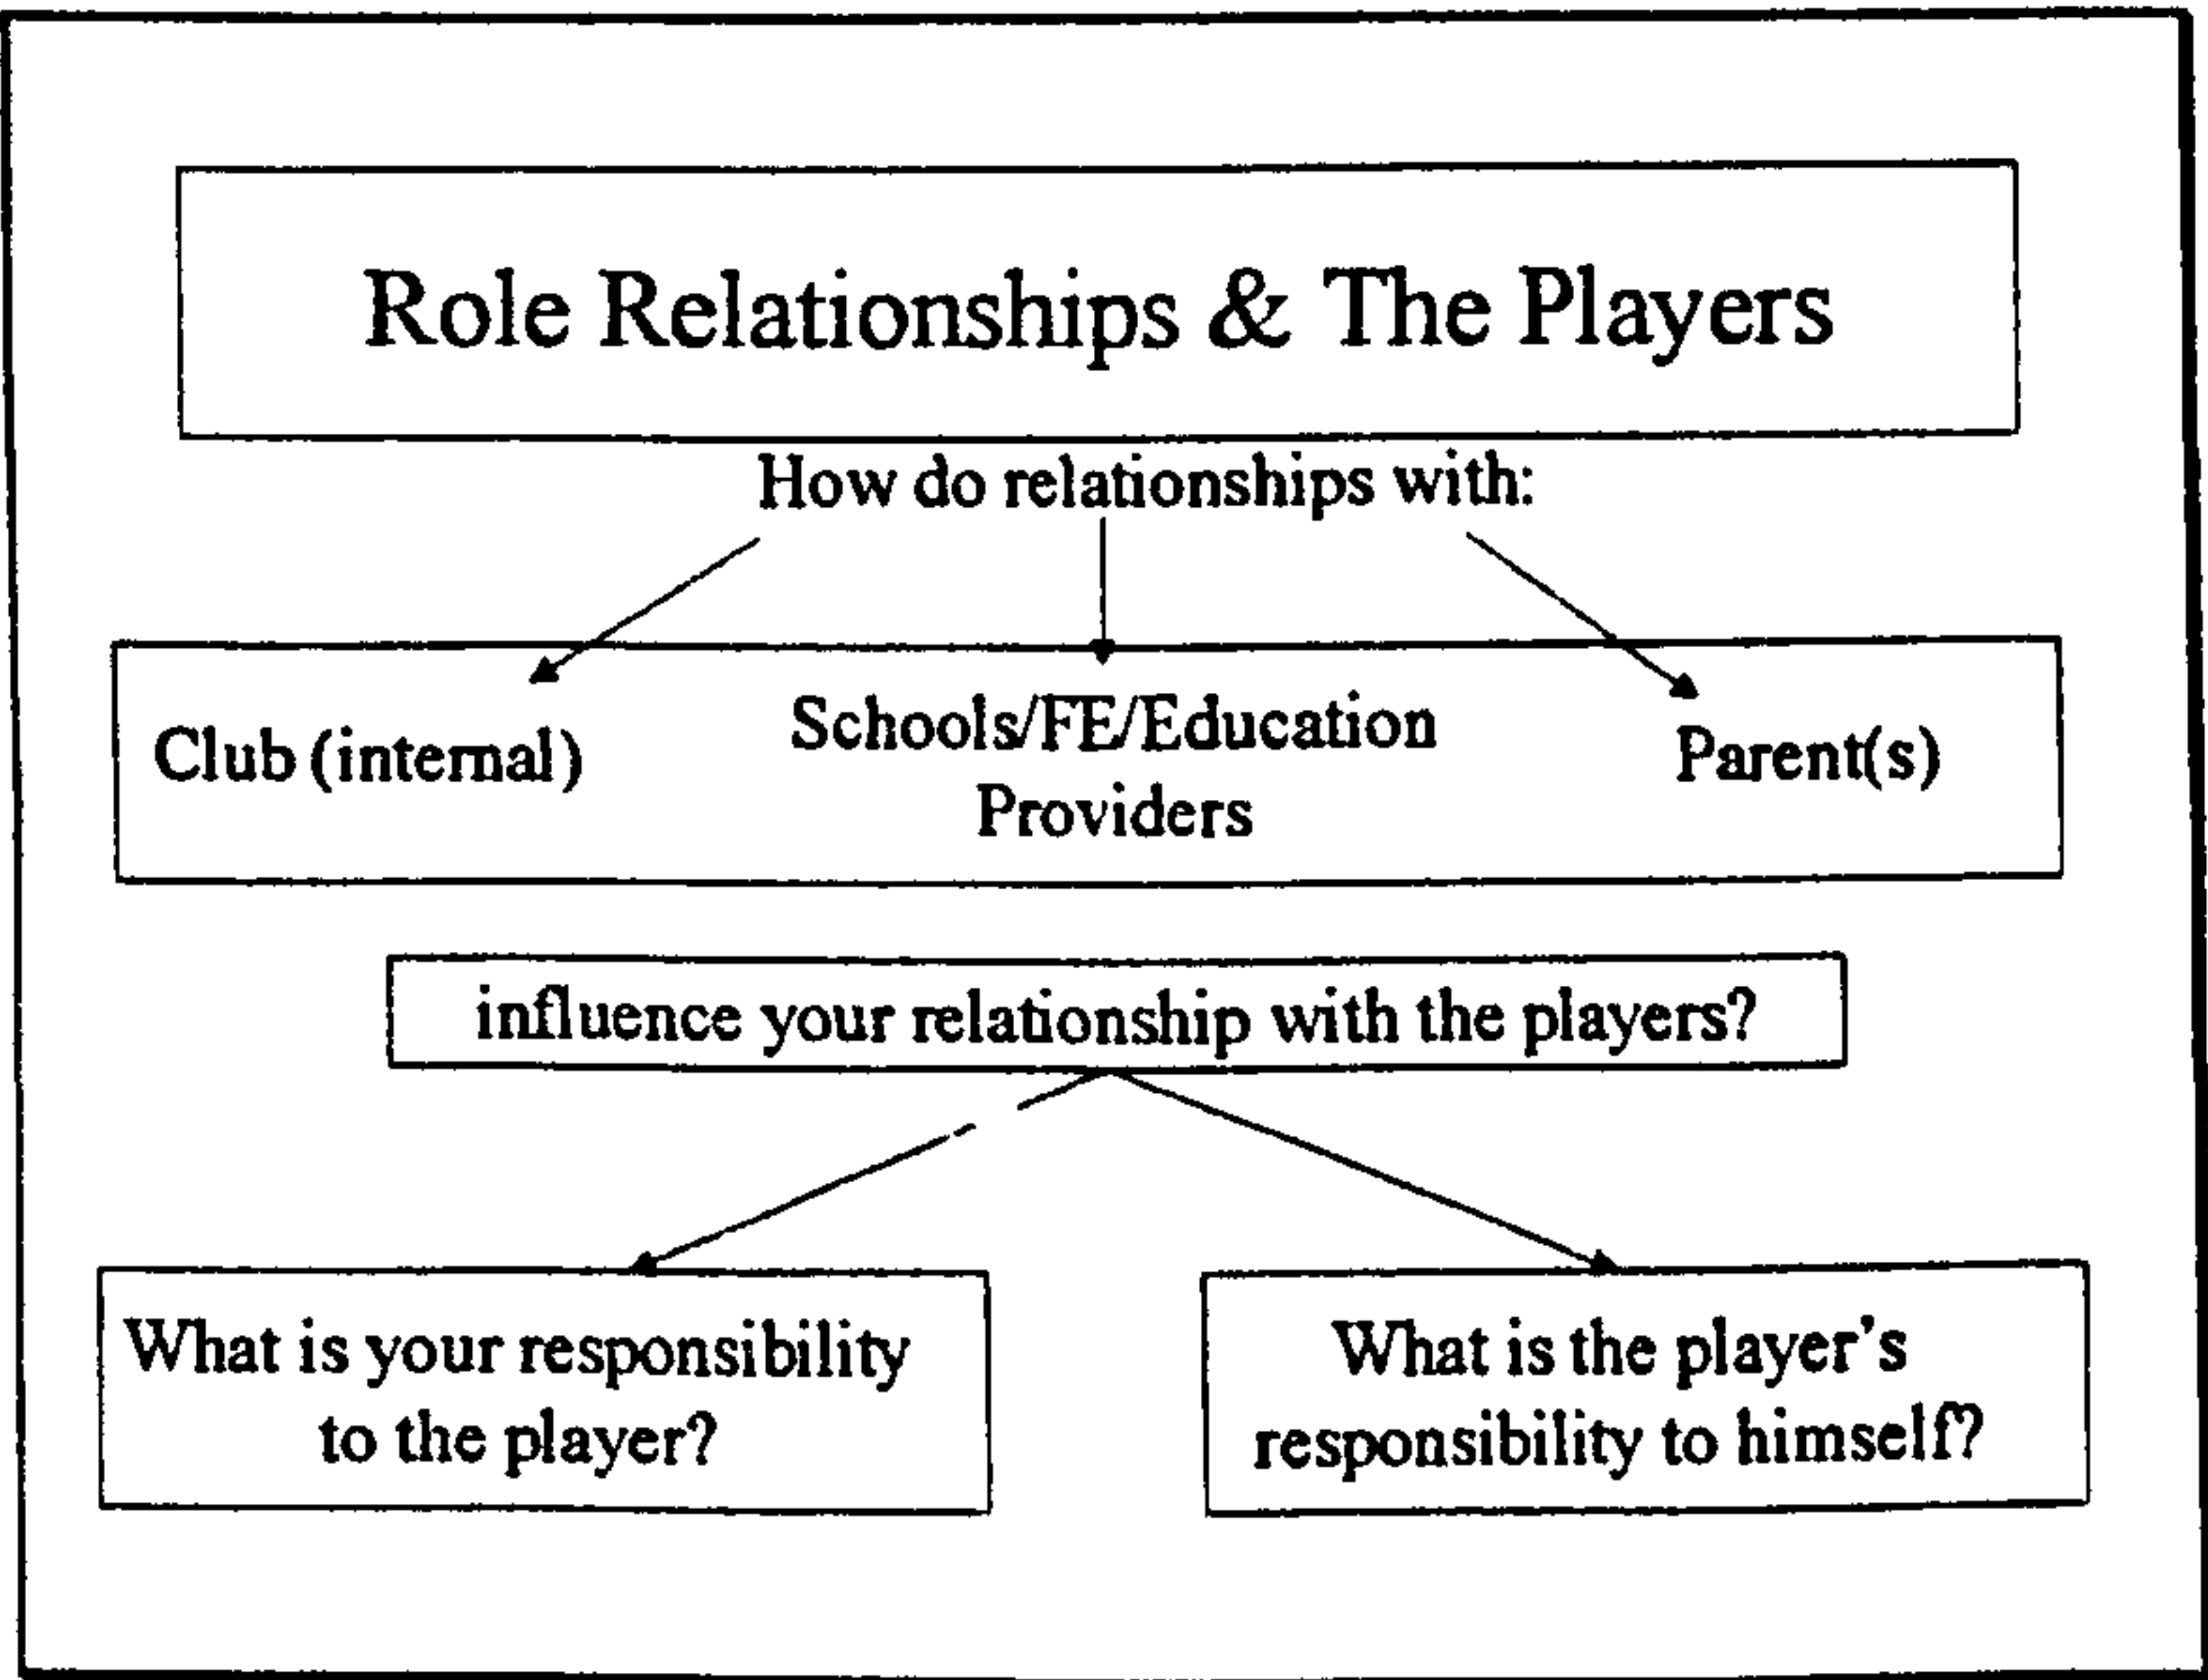 Role Relationships & The Players
How do relationships with:
Club (internal)
Schools/FE/Education
Providers
Parent(s)
influence your relationship with the players?
What is your responsibility
to the player?
What is the player's
responsibility to himself?